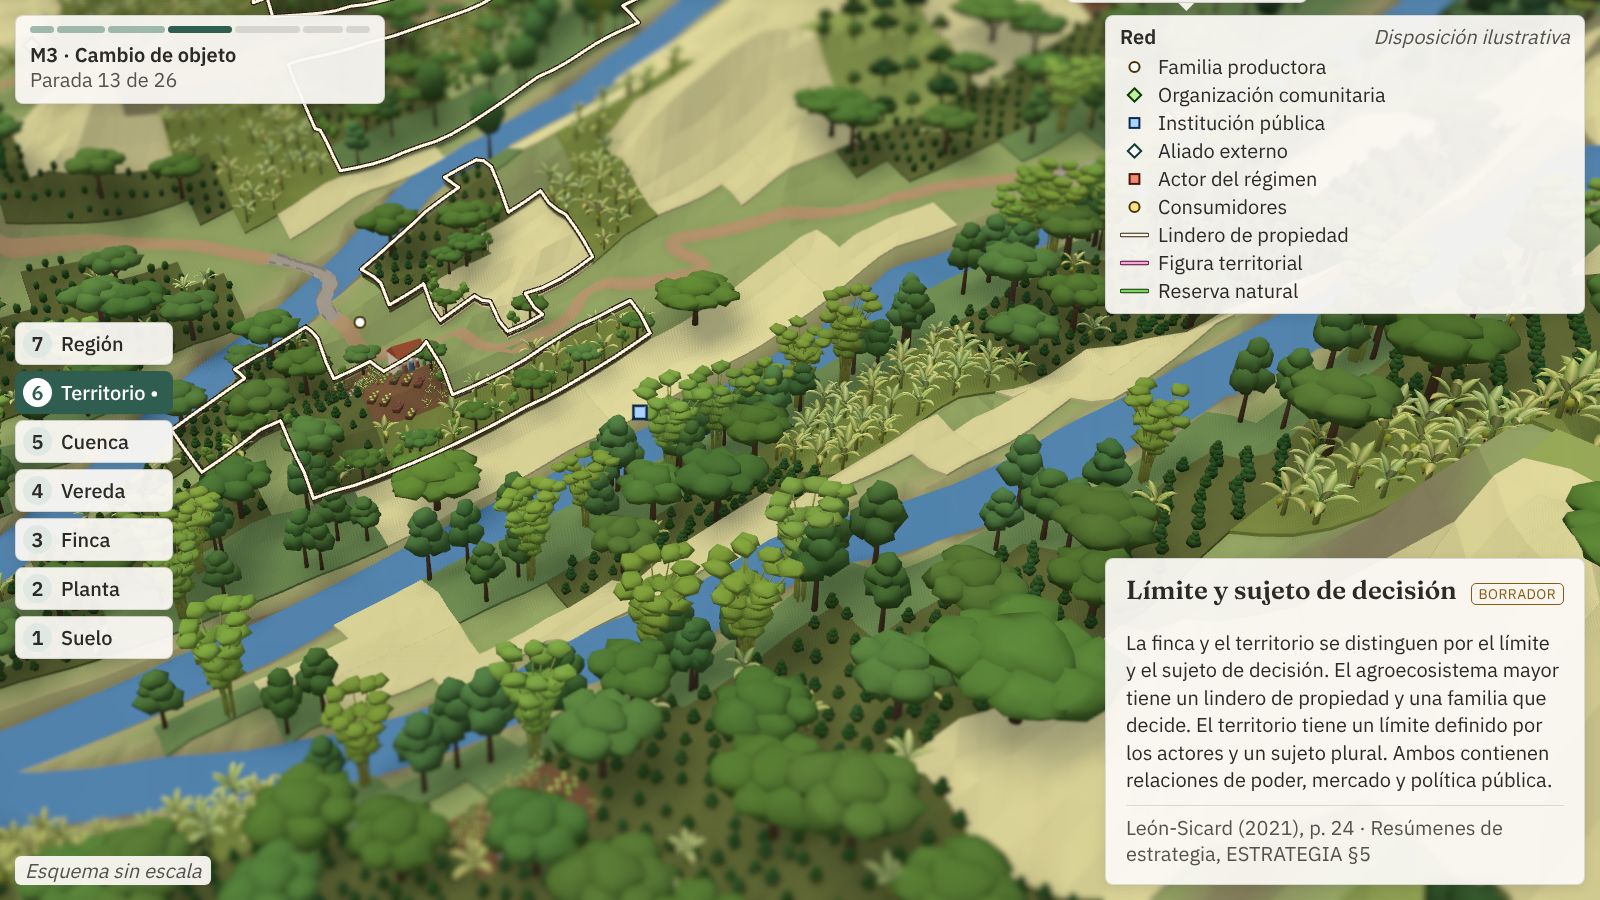 M3 · Cambio de objeto
Parada 13 de 26
Red
Disposición ilustrativa
Familia productora
Organización comunitaria
Institución pública
Aliado externo
Actor del régimen
Consumidores
Lindero de propiedad
Figura territorial
Reserva natural
7 Región
6 Territorio •
5 Cuenca
4 Vereda
3 Finca
2 Planta
1 Suelo
Límite y sujeto de decisión
BORRADOR
La finca y el territorio se distinguen por el límite
y el sujeto de decisión. El agroecosistema mayor
tiene un lindero de propiedad y una familia que
decide. El territorio tiene un límite definido por
los actores y un sujeto plural. Ambos contienen
relaciones de poder, mercado y política pública.
León-Sicard (2021), p. 24 · Resúmenes de
estrategia, ESTRATEGIA §5
Esquema sin escala